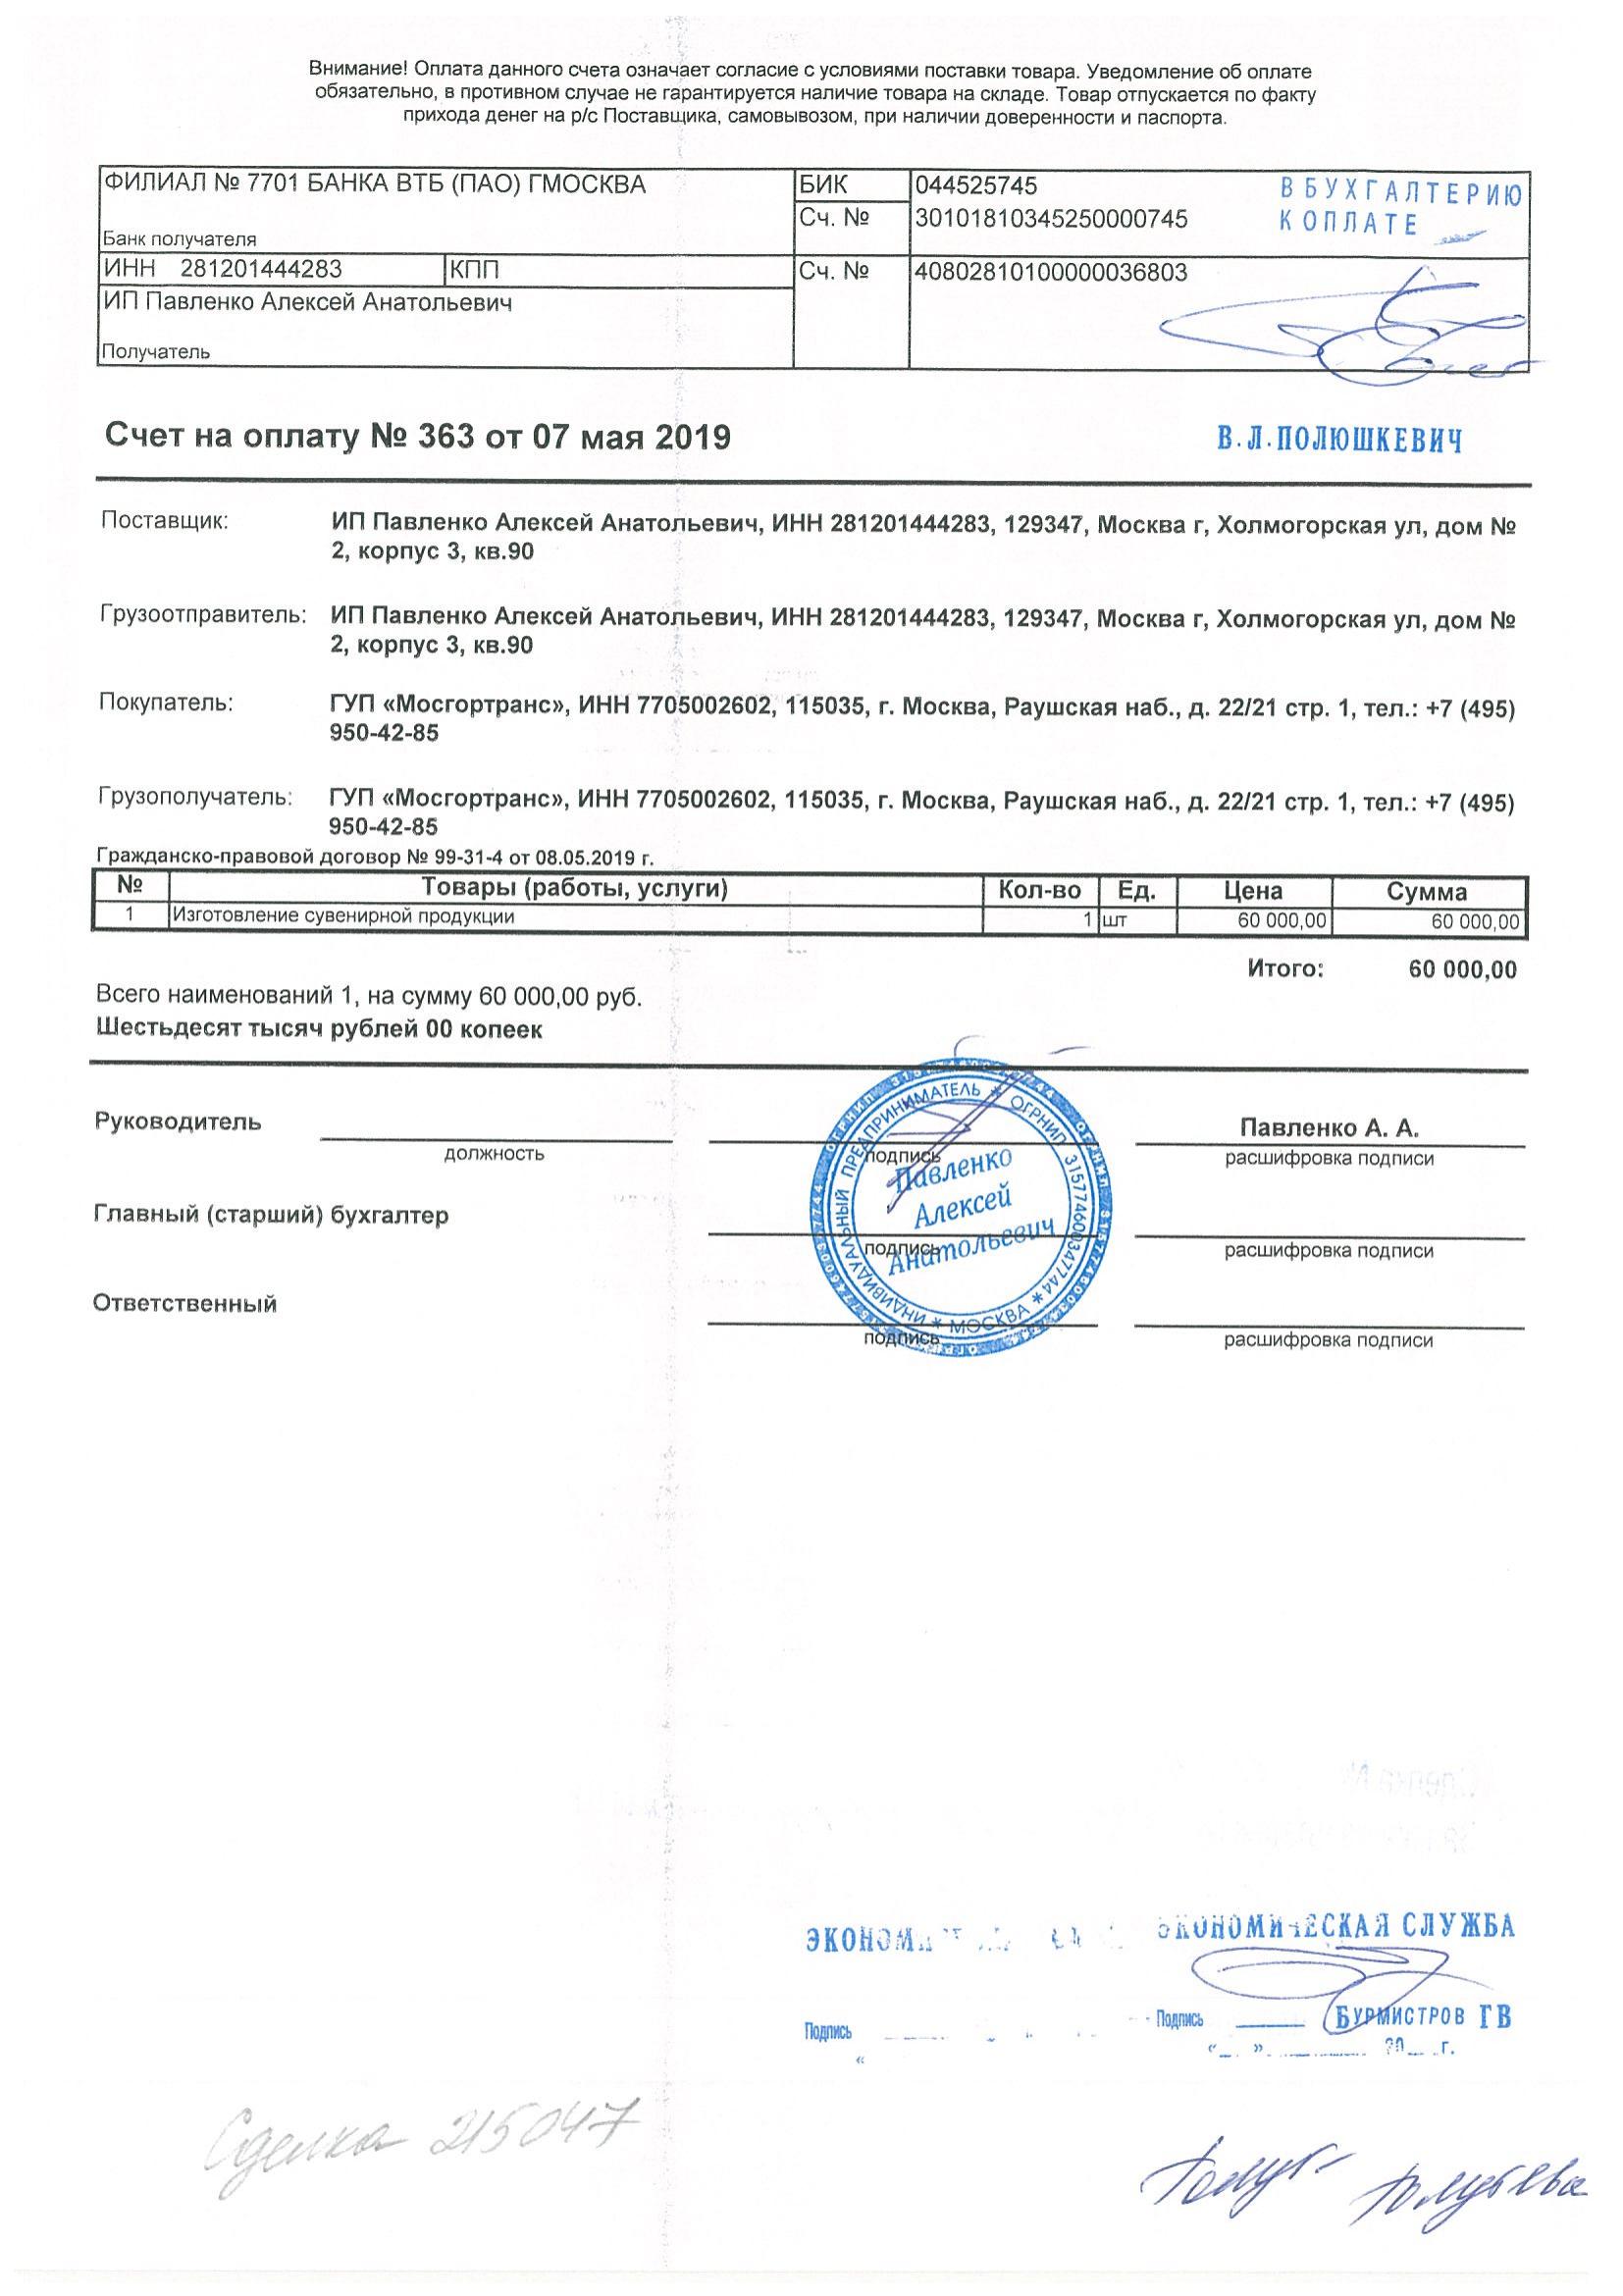 Внимание! Оплата данного счета означает согласие с условиями поставки товара. Уведомление об оплате
обязательно, в противном случае не гарантируется наличие товара на складе. Товар отпускается по факту
прихода денег на р/с Поставщика, самовывозом, при наличии доверенности и паспорта.
ФИЛИАЛ № 7701 БАНКА ВТБ (ПАО) ГМОСКВА БИК 044525745 В БУХГАЛТЕРИЮ
Сч. № 30101810345250000745 К ОПЛАТЕ
Банк получателя
ИНН 281201444283 КПП Сч. № 40802810100000036803
ИП Павленко Алексей Анатольевич
Получатель
Счет на оплату № 363 от 07 мая 2019 В.Л.ПОЛЮШКЕВИЧ
Поставщик: ИП Павленко Алексей Анатольевич, ИНН 281201444283, 129347, Москва г, Холмогорская ул, дом №
2, корпус 3, кв.90
Грузоотправитель: ИП Павленко Алексей Анатольевич, ИНН 281201444283, 129347, Москва г, Холмогорская ул, дом №
2, корпус 3, кв.90
Покупатель: ГУП «Мосгортранс», ИНН 7705002602, 115035, г. Москва, Раушская наб., д. 22/21 стр. 1, тел.: +7 (495)
950-42-85
Грузополучатель: ГУП «Мосгортранс», ИНН 7705002602, 115035, г. Москва, Раушская наб., д. 22/21 стр. 1, тел.: +7 (495)
950-42-85
Гражданско-правовой договор № 99-31-4 от 08.05.2019 г.
№ Товары (работы, услуги) Кол-во Ед. Цена Сумма
1 Изготовление сувенирной продукции 1 шт 60 000,00 60 000,00
Итого: 60 000,00
Всего наименований 1, на сумму 60 000,00 руб.
Шестьдесят тысяч рублей 00 копеек
Руководитель Павленко А. А.
должность подпись расшифровка подписи
Главный (старший) бухгалтер
подпись расшифровка подписи
Ответственный
подпись расшифровка подписи
ИНДИВИДУАЛЬНЫЙ ПРЕДПРИНИМАТЕЛЬ * ОГРНИП 315774600347744 * МОСКВА *
Павленко
Алексей
Анатольевич
ЭКОНОМИЧЕСКАЯ СЛУЖБА
Подпись Подпись БУРМИСТРОВ ГВ
« » 20 г.
Сделка 215047
Голубева